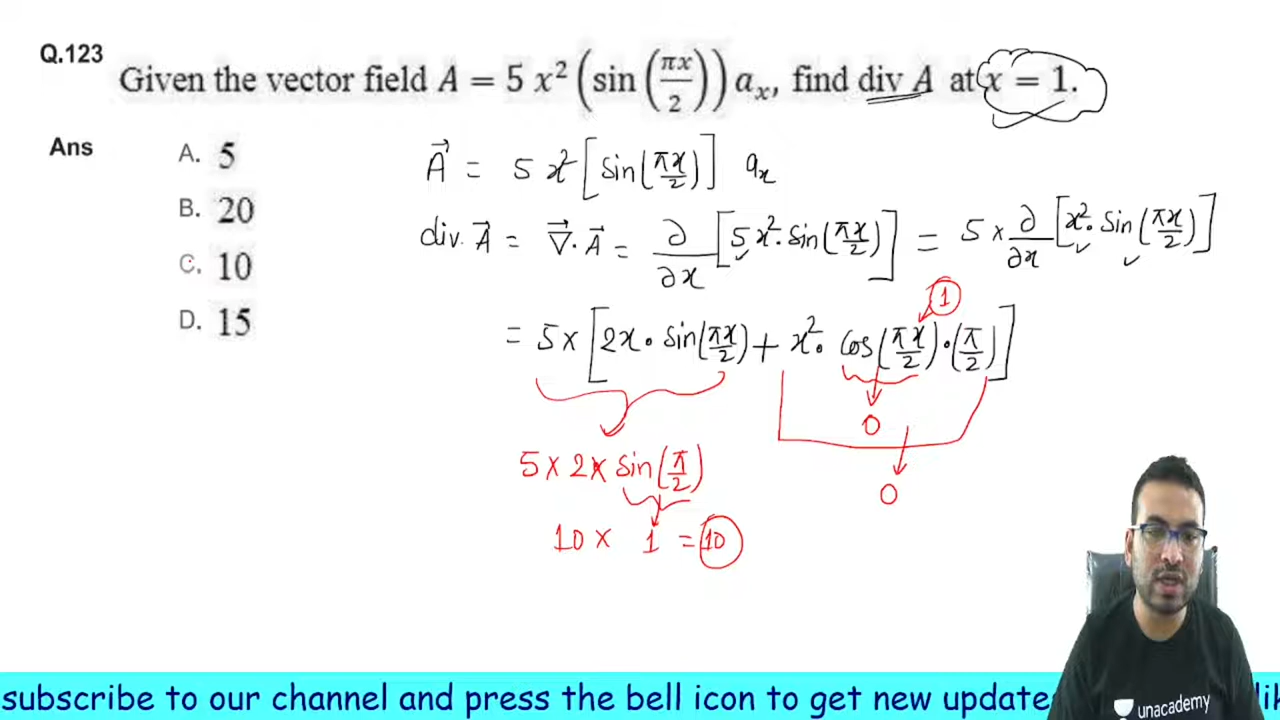 Q.123
Given the vector field A = 5 x² (sin (πx/2)) aₓ, find div A at x = 1.
Ans
A. 5
B. 20
C. 10
D. 15
A⃗ = 5 x² [sin(πx/2)] aₓ
div. A⃗ = ∇⃗ · A⃗ = ∂/∂x [5x²·sin(πx/2)] = 5 × ∂/∂x [x²·sin(πx/2)]
= 5 × [2x · sin(πx/2) + x² · cos(πx/2) · (π/2)]
1
0
0
5 × 2 × sin(π/2)
10 × 1 = 10
unacademy
subscribe to our channel and press the bell icon to get new update